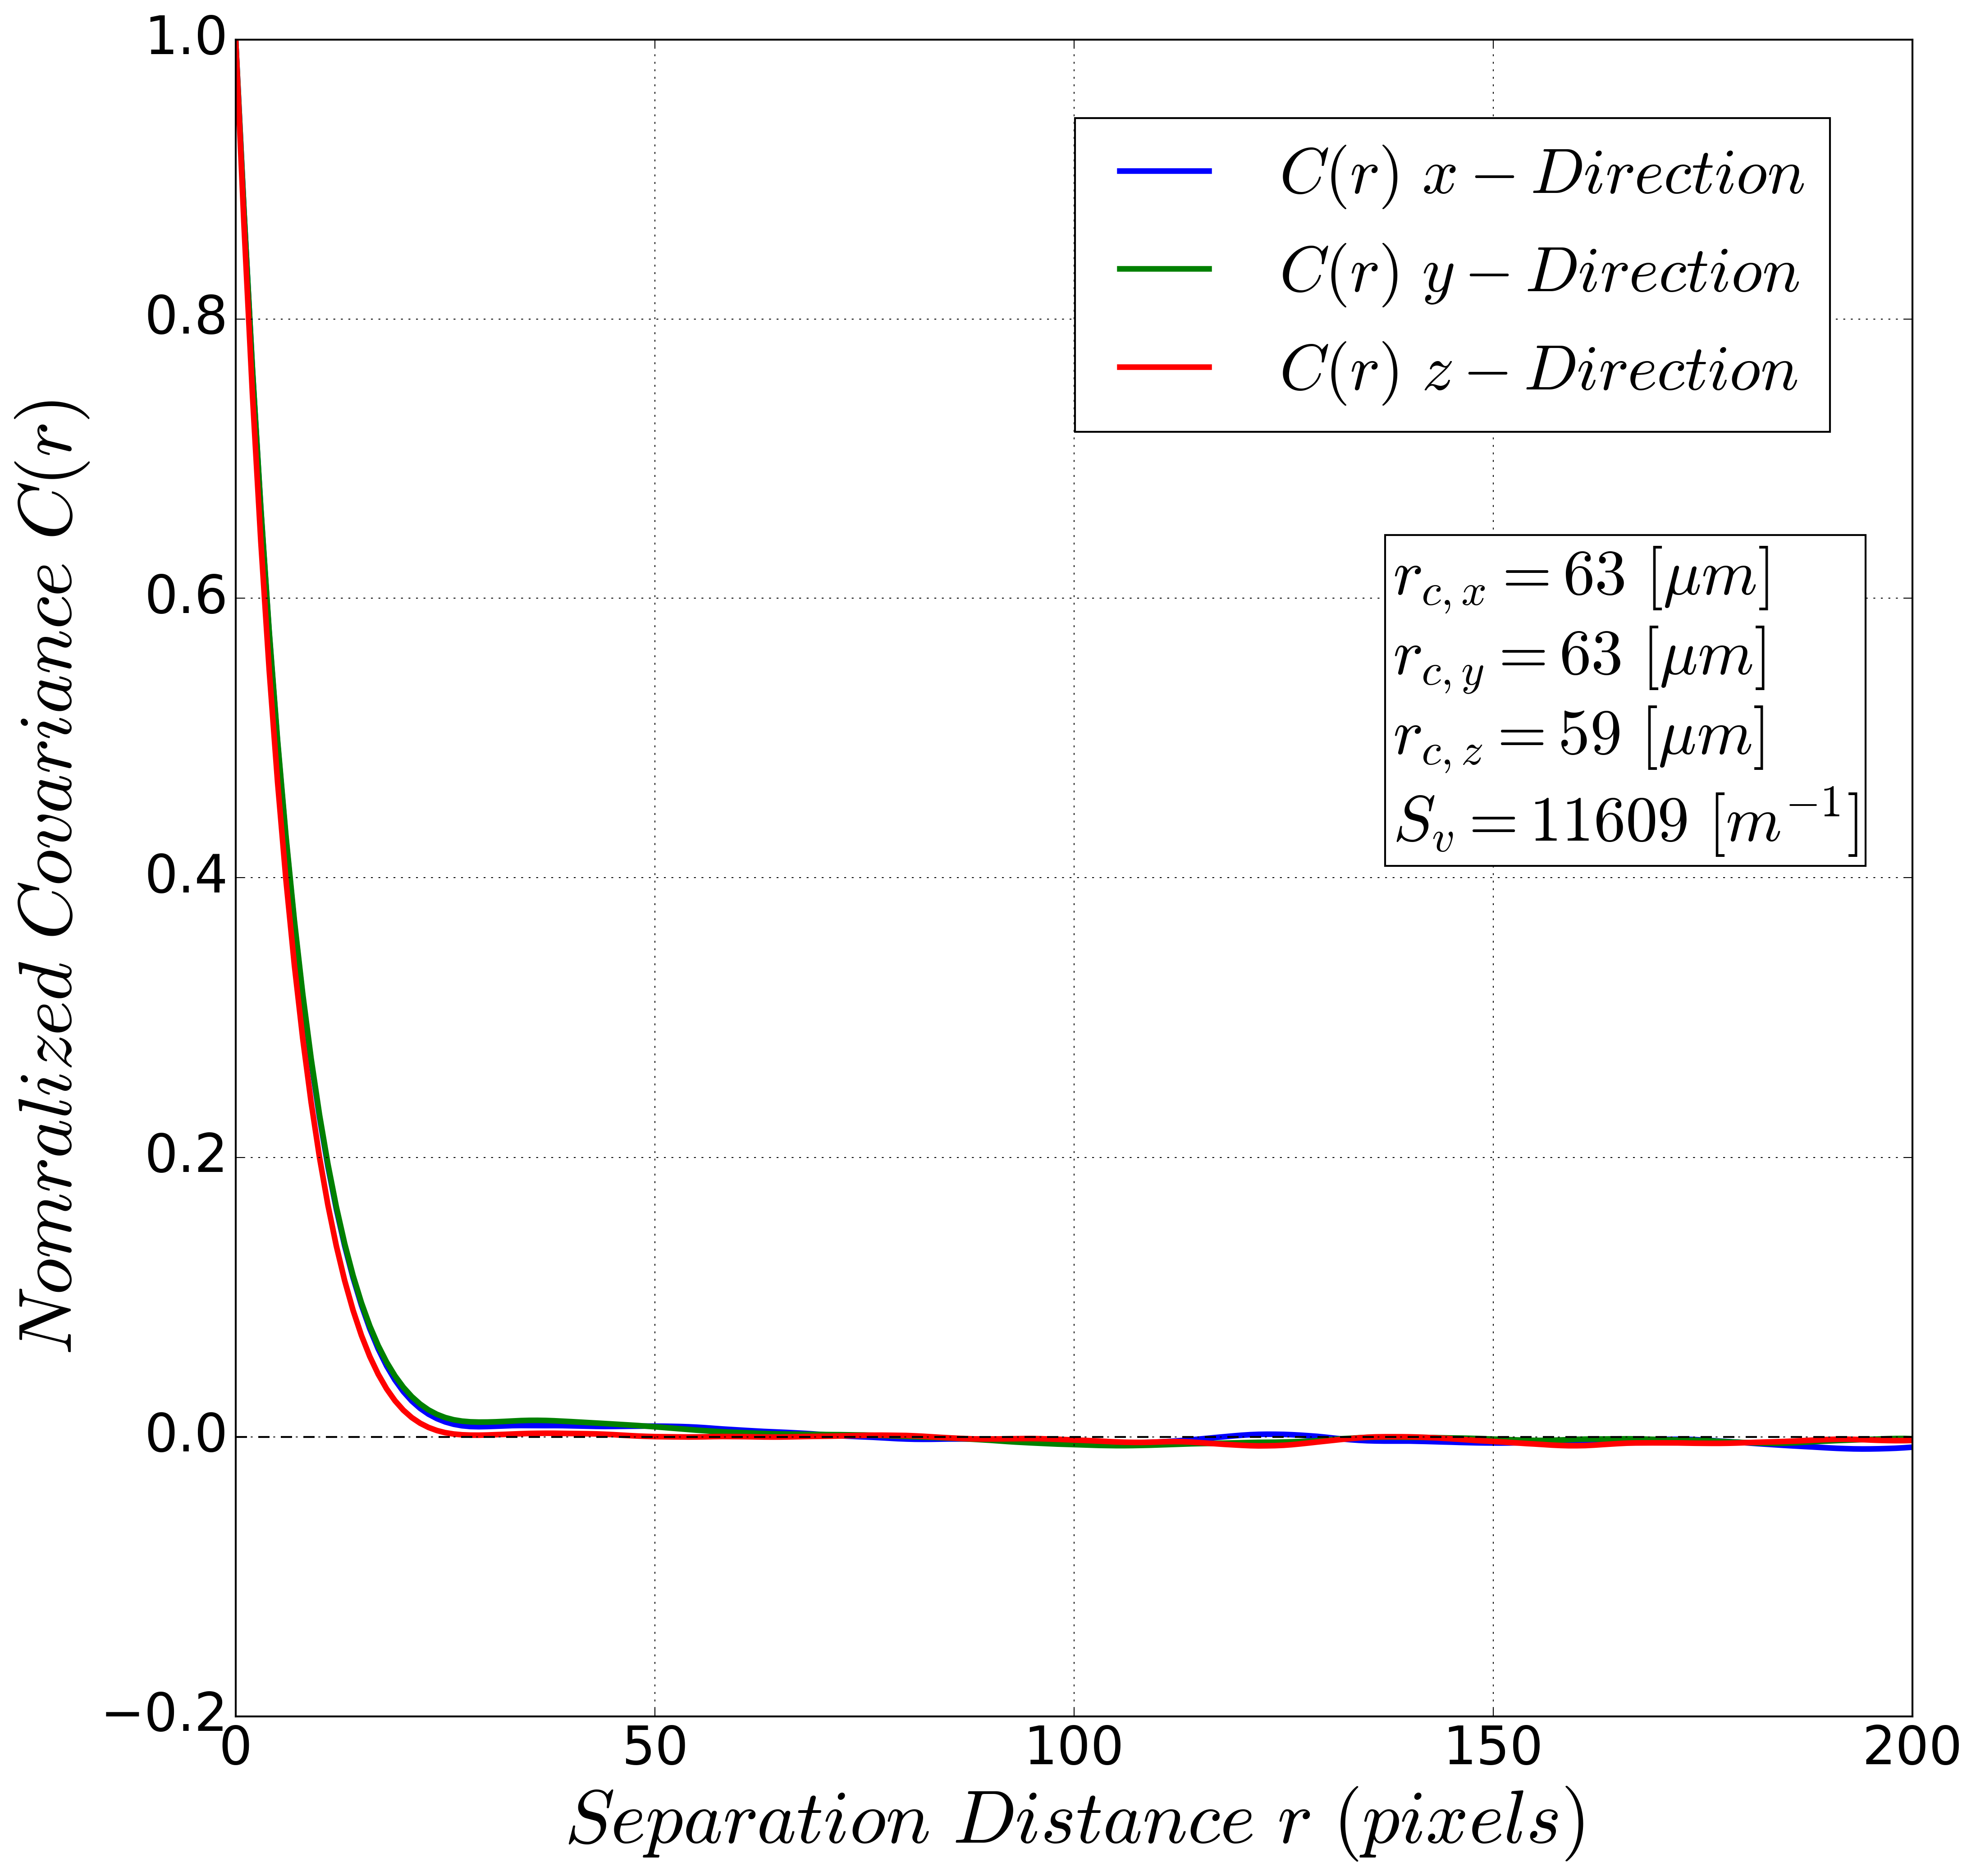 1.0
0.8
0.6
0.4
0.2
0.0
−0.2
0
50
100
150
200
Nomralized Covariance C(r)
Separation Distance r (pixels)
C(r) x − Direction
C(r) y − Direction
C(r) z − Direction
r_{c,x} = 63 [μm]
r_{c,y} = 63 [μm]
r_{c,z} = 59 [μm]
S_v = 11609 [m^{−1}]